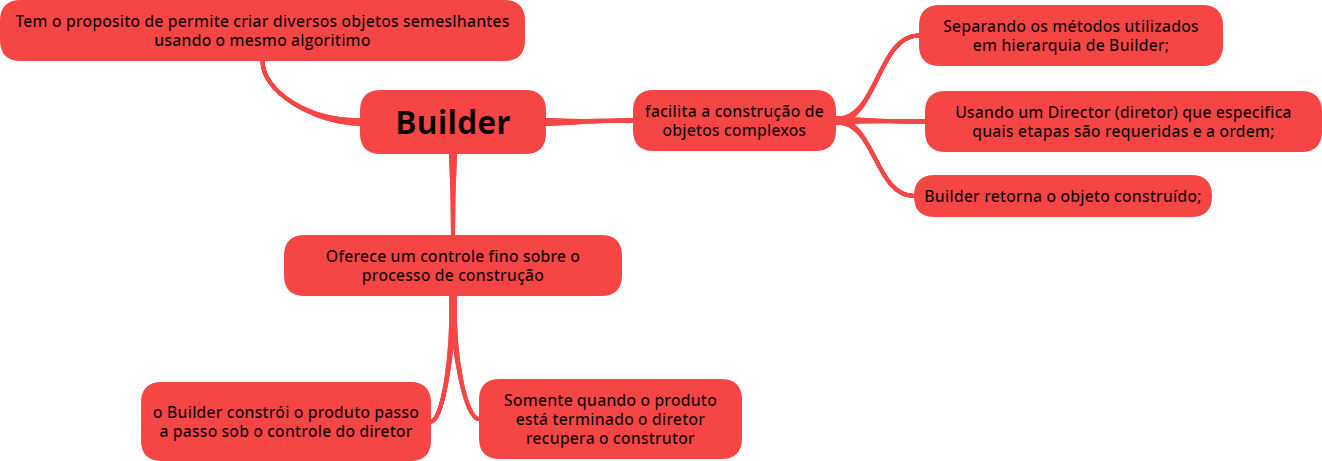 Tem o proposito de permite criar diversos objetos semeslhantes
usando o mesmo algoritimo
Builder
facilita a construção de
objetos complexos
Separando os métodos utilizados
em hierarquia de Builder;
Usando um Director (diretor) que especifica
quais etapas são requeridas e a ordem;
Builder retorna o objeto construído;
Oferece um controle fino sobre o
processo de construção
o Builder constrói o produto passo
a passo sob o controle do diretor
Somente quando o produto
está terminado o diretor
recupera o construtor